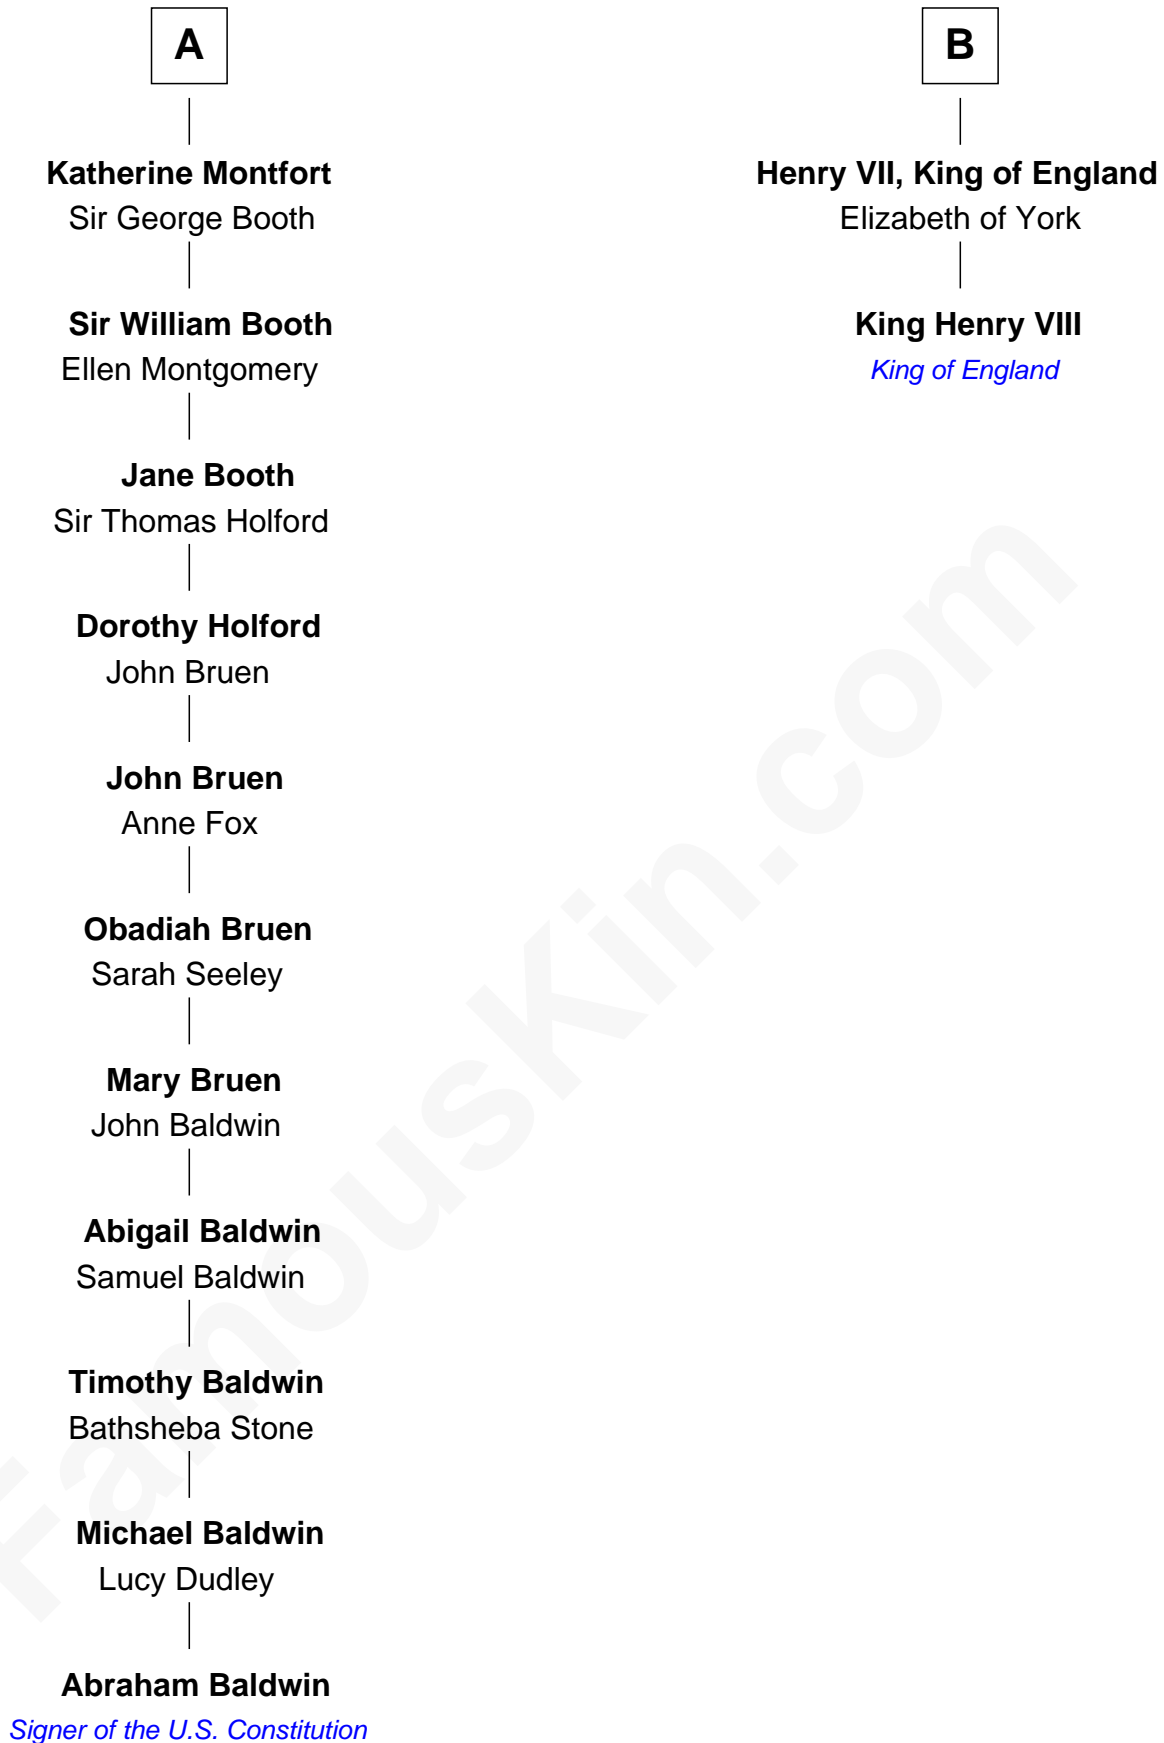 A
Katherine Montfort
Sir George Booth
Sir William Booth
Ellen Montgomery
Jane Booth
Sir Thomas Holford
Dorothy Holford
John Bruen
John Bruen
Anne Fox
Obadiah Bruen
Sarah Seeley
Mary Bruen
John Baldwin
Abigail Baldwin
Samuel Baldwin
Timothy Baldwin
Bathsheba Stone
Michael Baldwin
Lucy Dudley
Abraham Baldwin
Signer of the U.S. Constitution
B
Henry VII, King of England
Elizabeth of York
King Henry VIII
King of England
FamousKin.com